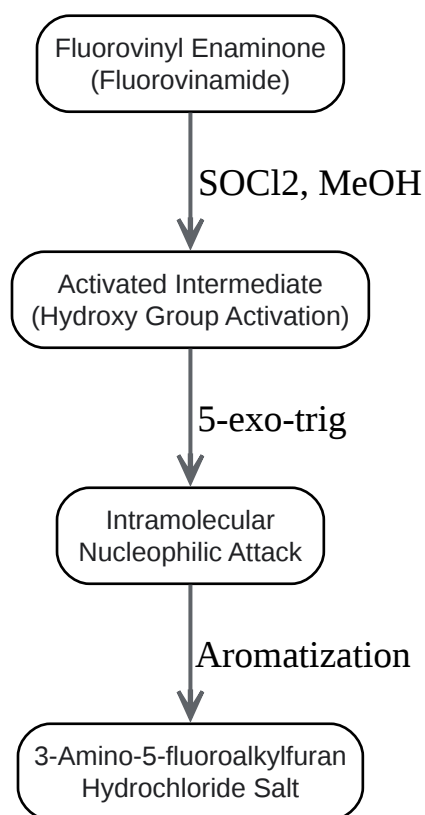 Fluorovinyl Enaminone
(Fluorovinamide)
SOCl2, MeOH
Activated Intermediate
(Hydroxy Group Activation)
5-exo-trig
Intramolecular
Nucleophilic Attack
Aromatization
3-Amino-5-fluoroalkylfuran
Hydrochloride Salt